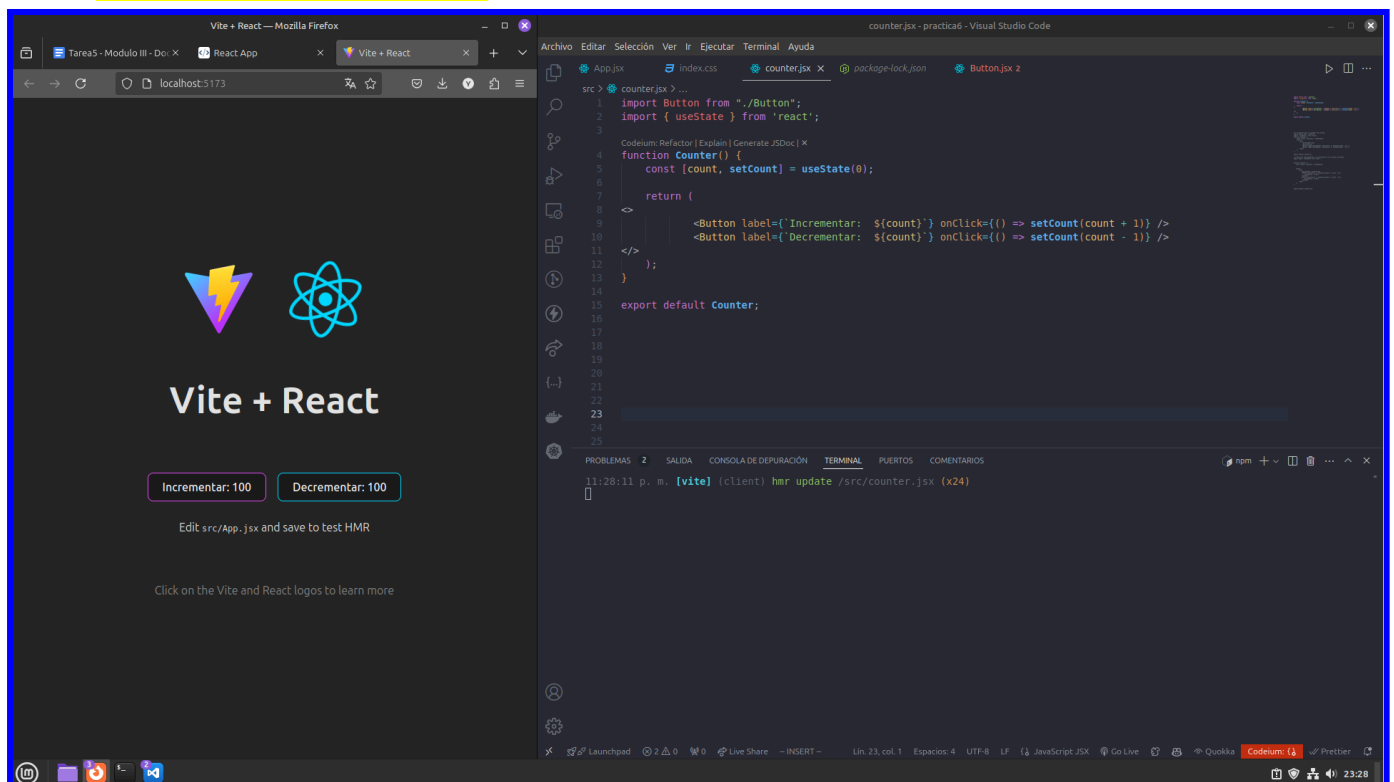 Vite + React — Mozilla Firefox
Tarea5 - Modulo III - Doc
React App
Vite + React
localhost:5173
Vite + React
Incrementar: 100
Decrementar: 100
Edit src/App.jsx and save to test HMR
Click on the Vite and React logos to learn more
counter.jsx - practica6 - Visual Studio Code
Archivo Editar Selección Ver Ir Ejecutar Terminal Ayuda
App.jsx
index.css
counter.jsx
package-lock.json
Button.jsx 2
src > counter.jsx > ...
1 import Button from "./Button";
2 import { useState } from 'react';
3
Codeium: Refactor | Explain | Generate JSDoc | X
4 function Counter() {
5 const [count, setCount] = useState(0);
6
7 return (
8 <>
9 <Button label={`Incrementar:  ${count}`} onClick={() => setCount(count + 1)} />
10 <Button label={`Decrementar:  ${count}`} onClick={() => setCount(count - 1)} />
11 </>
12 );
13 }
14
15 export default Counter;
16
17
18
19
20
21
22
23
24
25
PROBLEMAS 2 SALIDA CONSOLA DE DEPURACIÓN TERMINAL PUERTOS COMENTARIOS
npm
11:28:11 p. m. [vite] (client) hmr update /src/counter.jsx (x24)
Launchpad 2 0 0 Live Share -- INSERT --
Lín. 23, col. 1 Espacios: 4 UTF-8 LF JavaScript JSX Go Live Quokka Codeium: {} Prettier
3
2
23:28